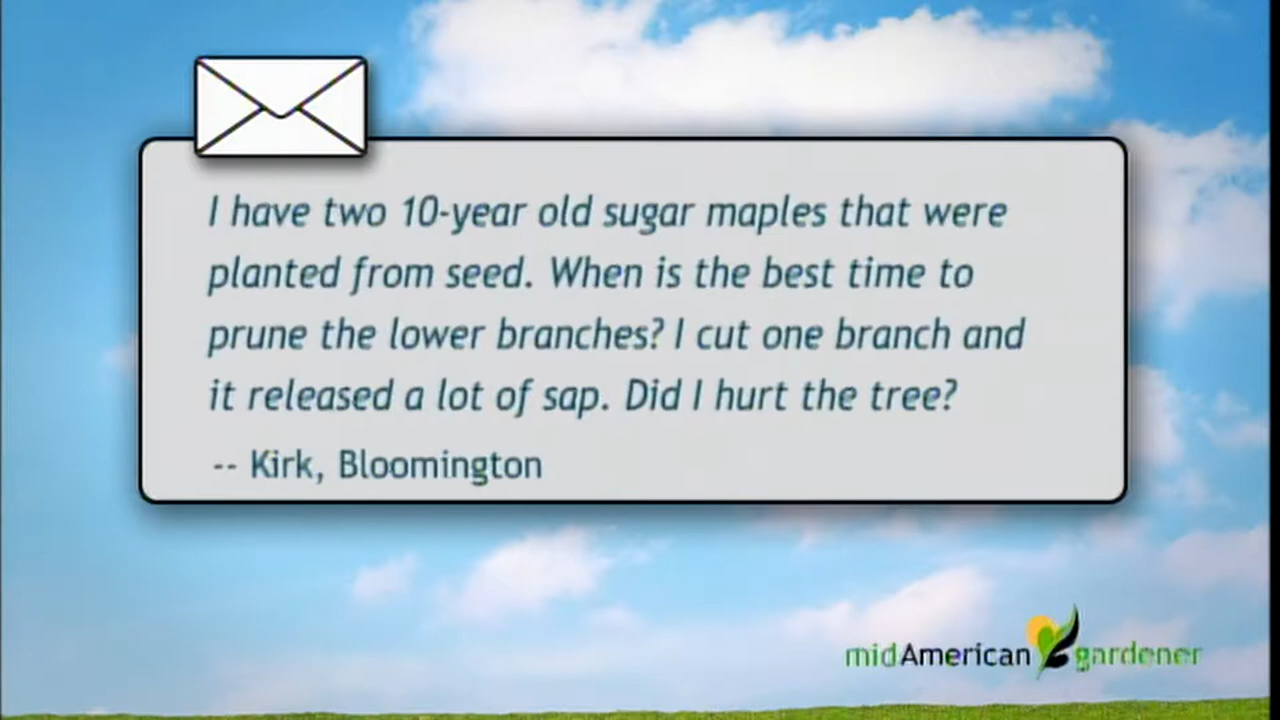 I have two 10-year old sugar maples that were
planted from seed. When is the best time to
prune the lower branches? I cut one branch and
it released a lot of sap. Did I hurt the tree?
-- Kirk, Bloomington
midAmerican gardener